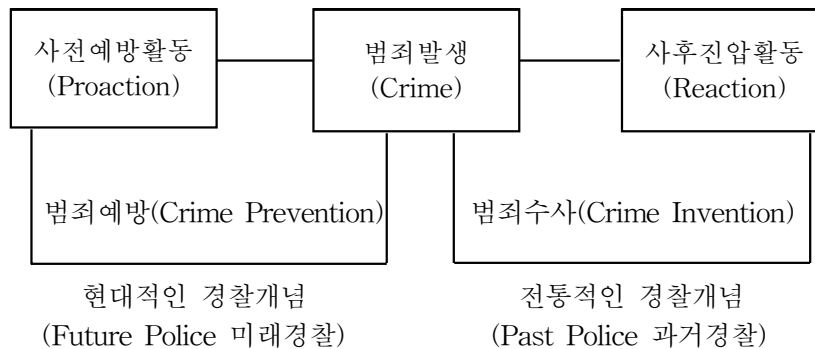 사전예방활동
(Proaction)
범죄발생
(Crime)
사후진압활동
(Reaction)
범죄예방(Crime Prevention)
범죄수사(Crime Invention)
현대적인 경찰개념
(Future Police 미래경찰)
전통적인 경찰개념
(Past Police 과거경찰)